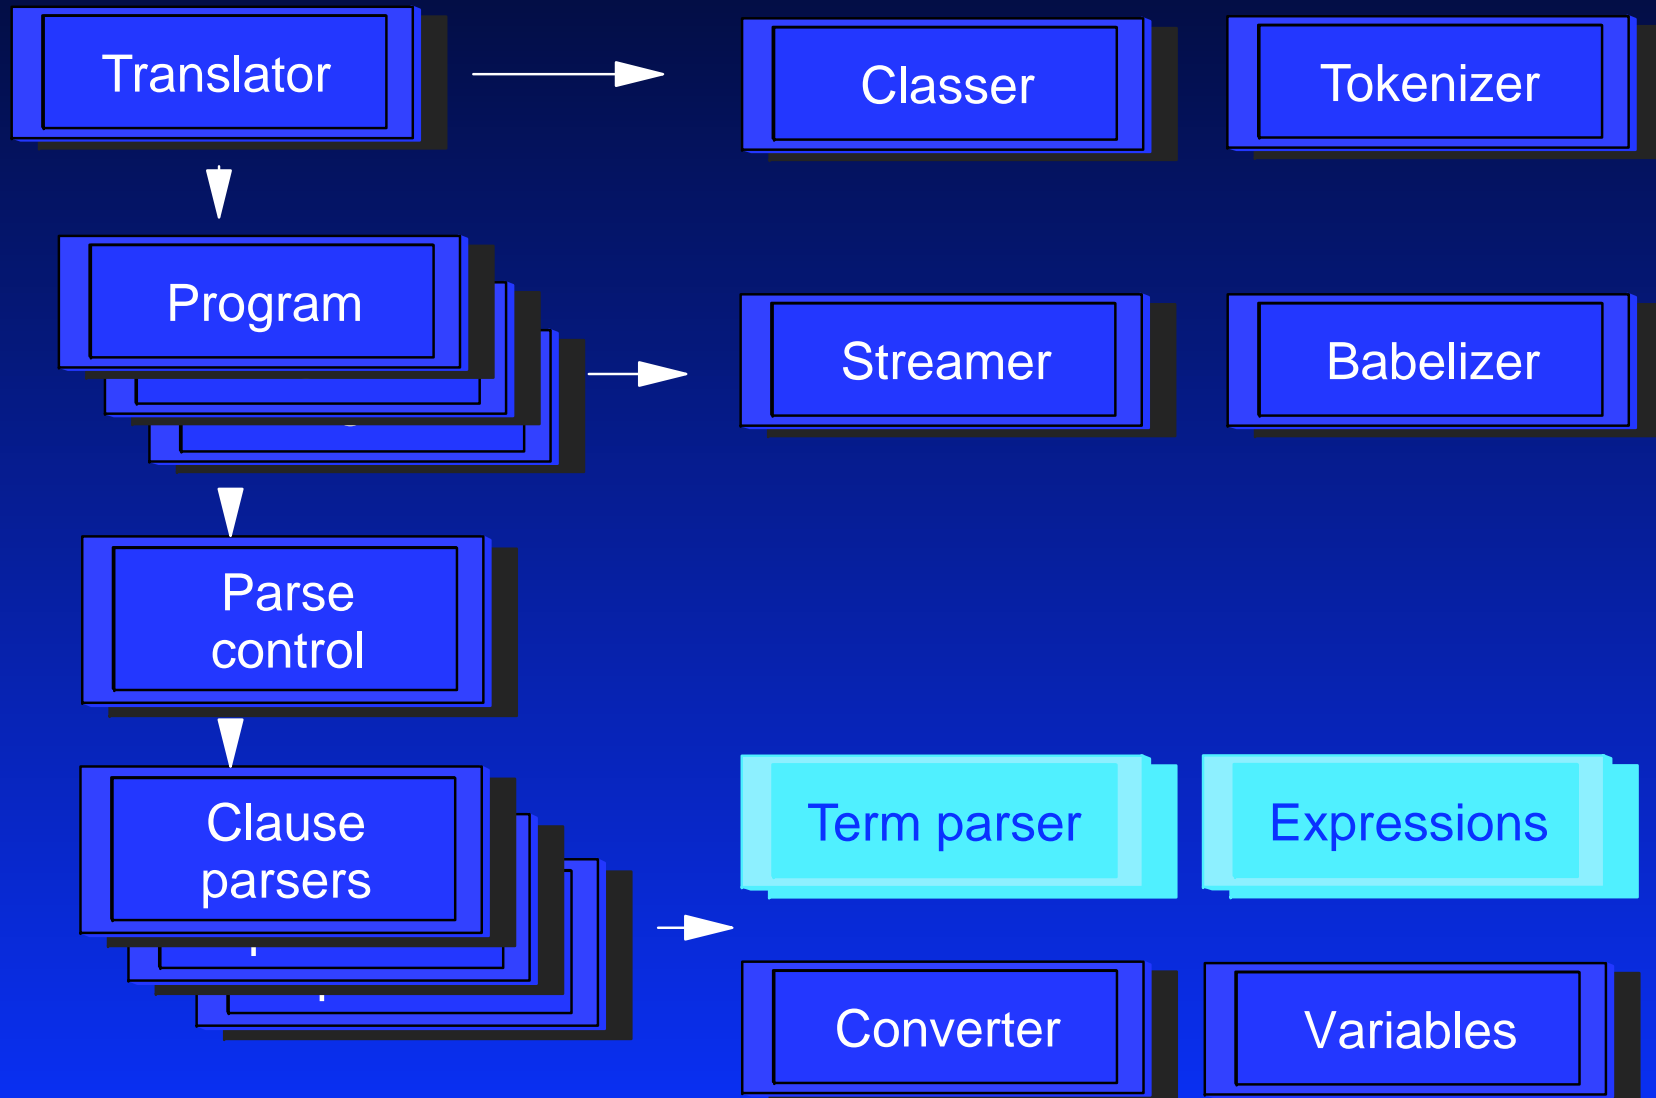 Translator
Classer
Tokenizer
Program
Streamer
Babelizer
Parse
control
Clause
parsers
Term parser
Expressions
Converter
Variables